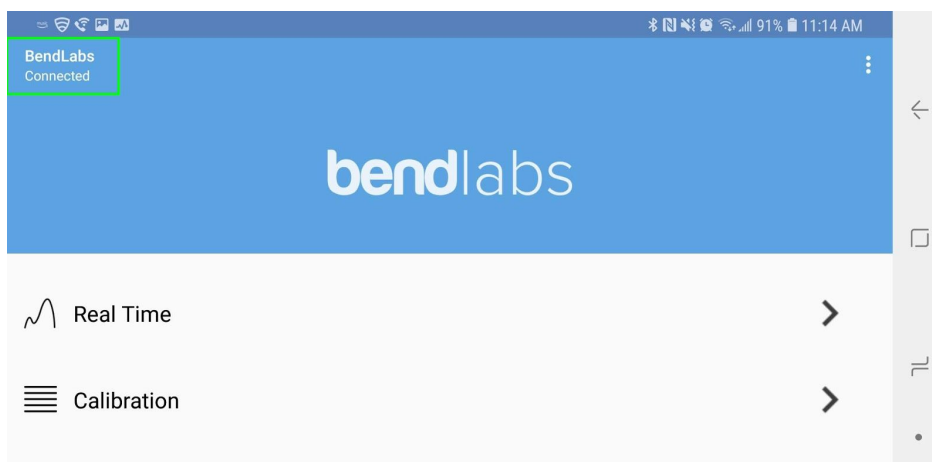 91% 11:14 AM
BendLabs
Connected
bendlabs
Real Time
Calibration